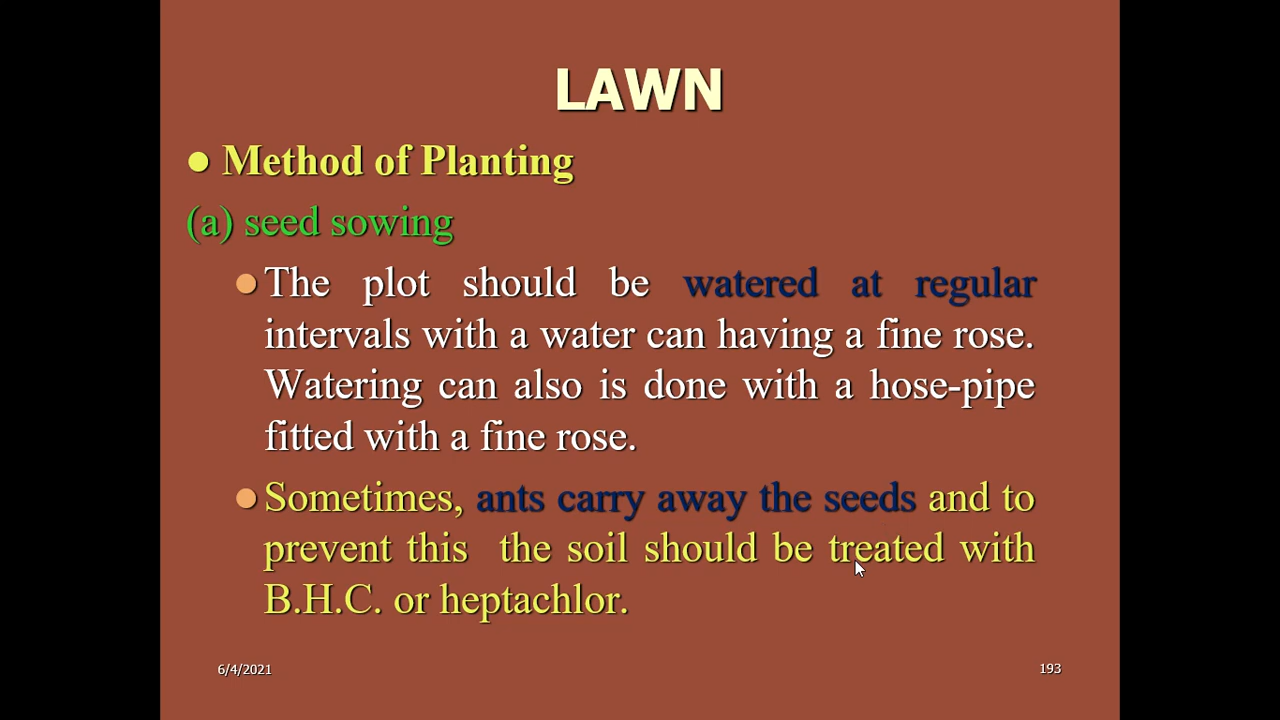 LAWN
● Method of Planting
(a) seed sowing
● The plot should be watered at regular
intervals with a water can having a fine rose.
Watering can also is done with a hose-pipe
fitted with a fine rose.
● Sometimes, ants carry away the seeds and to
prevent this the soil should be treated with
B.H.C. or heptachlor.
6/4/2021
193